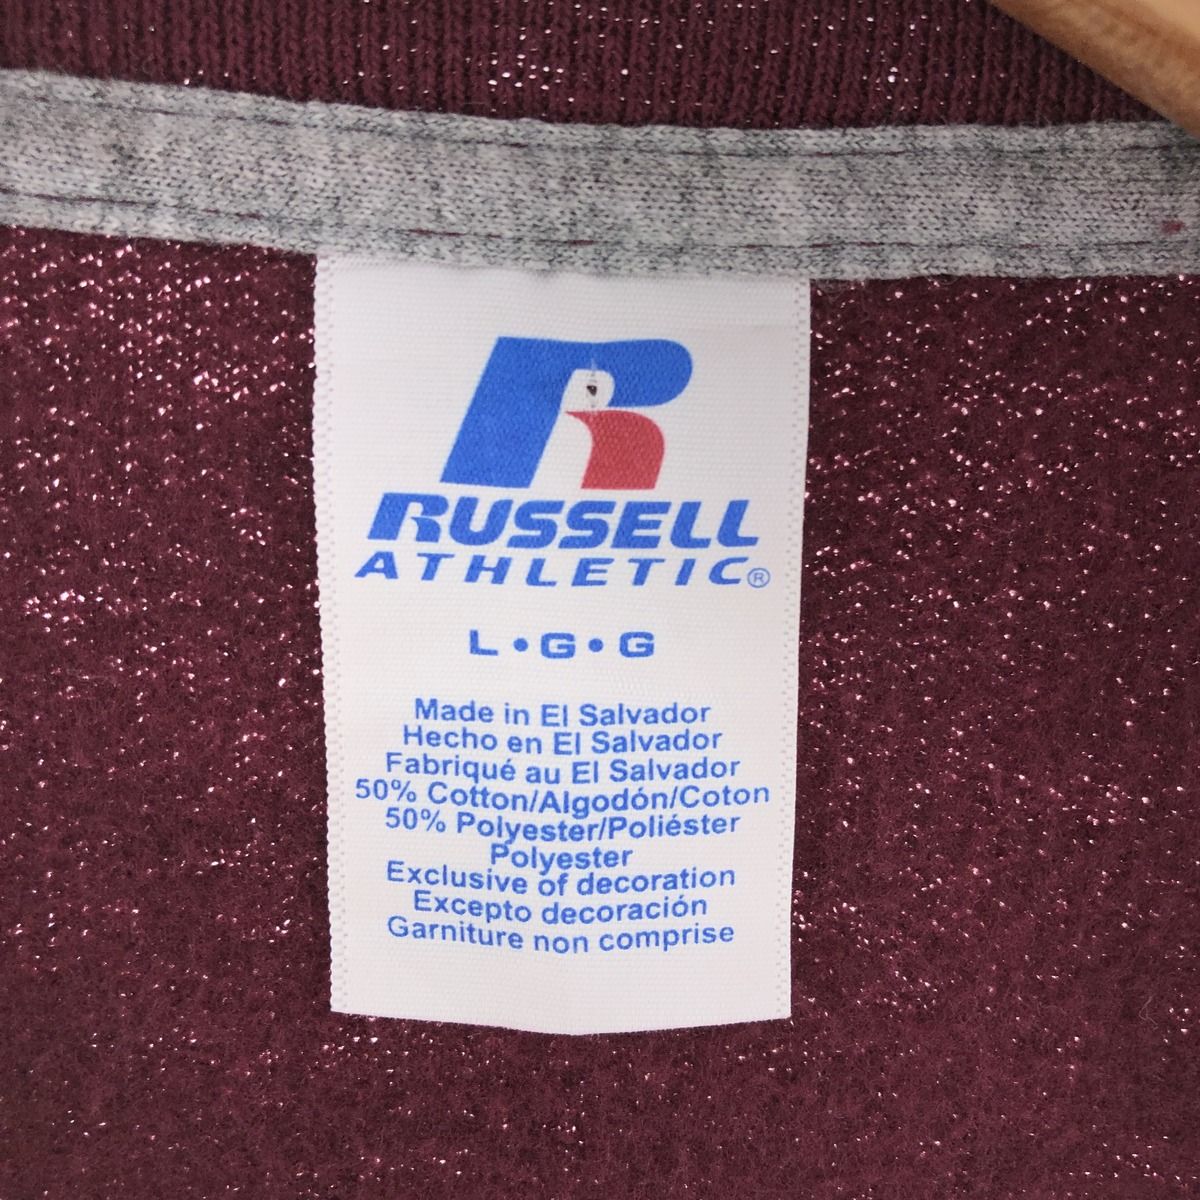 R
RUSSELL
ATHLETIC®
L•G•G
Made in El Salvador
Hecho en El Salvador
Fabriqué au El Salvador
50% Cotton/Algodón/Coton
50% Polyester/Poliéster
Polyester
Exclusive of decoration
Excepto decoración
Garniture non comprise